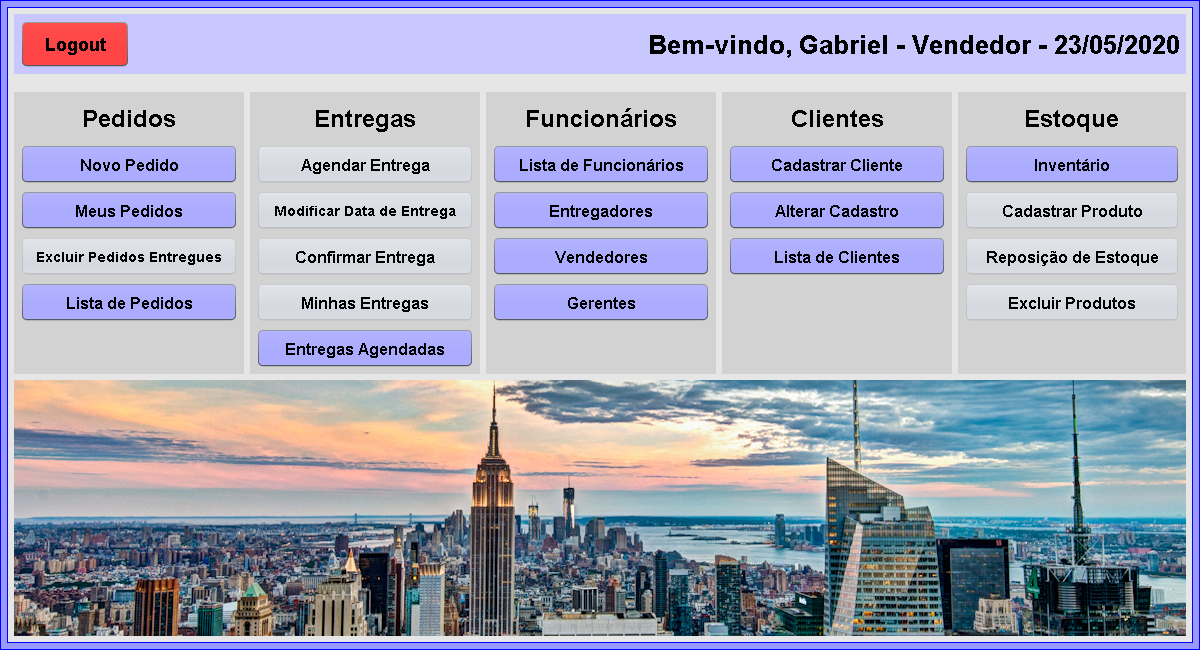 Logout
Bem-vindo, Gabriel - Vendedor - 23/05/2020
Pedidos
Novo Pedido
Meus Pedidos
Excluir Pedidos Entregues
Lista de Pedidos
Entregas
Agendar Entrega
Modificar Data de Entrega
Confirmar Entrega
Minhas Entregas
Entregas Agendadas
Funcionários
Lista de Funcionários
Entregadores
Vendedores
Gerentes
Clientes
Cadastrar Cliente
Alterar Cadastro
Lista de Clientes
Estoque
Inventário
Cadastrar Produto
Reposição de Estoque
Excluir Produtos